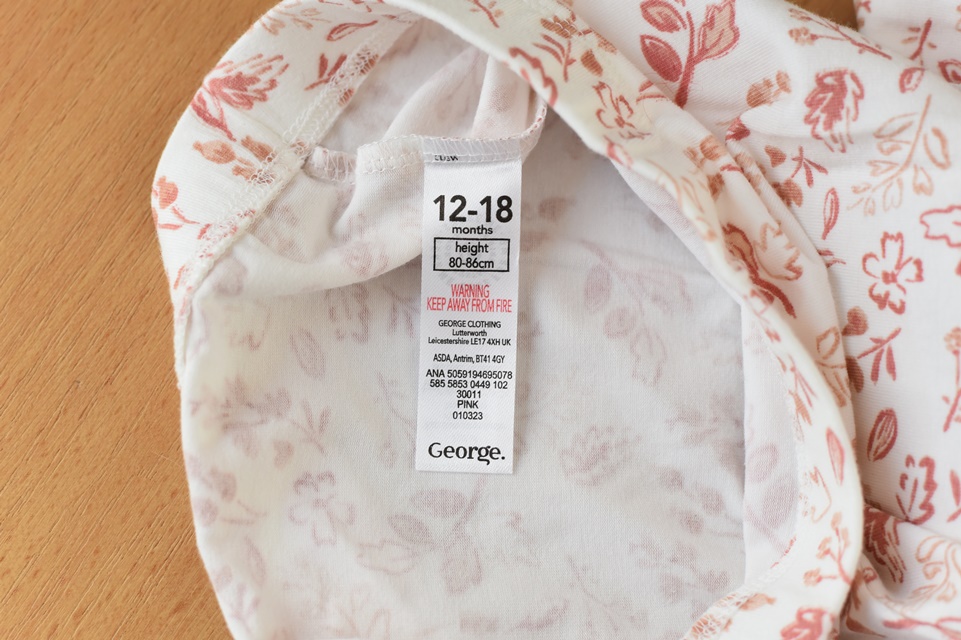 12-18
months
height
80-86cm
WARNING
KEEP AWAY FROM FIRE
GEORGE CLOTHING
Lutterworth
Leicestershire LE17 4XH UK
ASDA, Antrim, BT41 4GY
ANA 5059194695078
585 5853 0449 102
30011
PINK
010323
George.